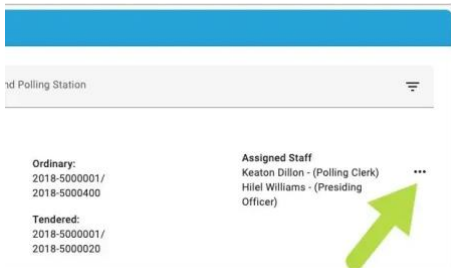 nd Polling Station
Ordinary:
2018-5000001/
2018-5000400
Tendered:
2018-5000001/
2018-5000020
Assigned Staff
Keaton Dillon - (Polling Clerk)
Hilel Williams - (Presiding
Officer)